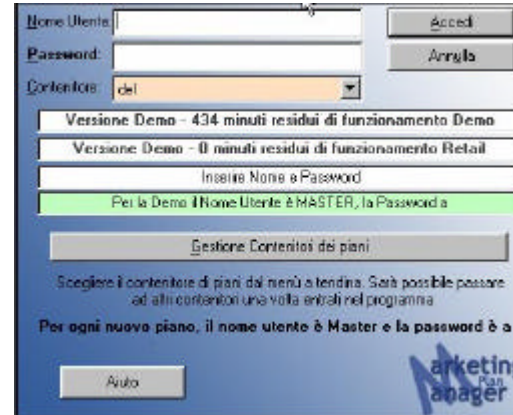 Nome Utente:
Accedi
Password:
Annulla
Contenitore: del
Versione Demo - 434 minuti residui di funzionamento Demo
Versione Demo - 0 minuti residui di funzionamento Retail
Inserire Nome e Password
Per la Demo il Nome Utente è MASTER, la Password a
Gestione Contenitori dei piani
Scegliere il contenitore di piani dal menù a tendina. Sarà possibile passare
ad altri contenitori una volta entrati nel programma
Per ogni nuovo piano, il nome utente è Master e la password è a
Aiuto
Marketin
Plan
Manager